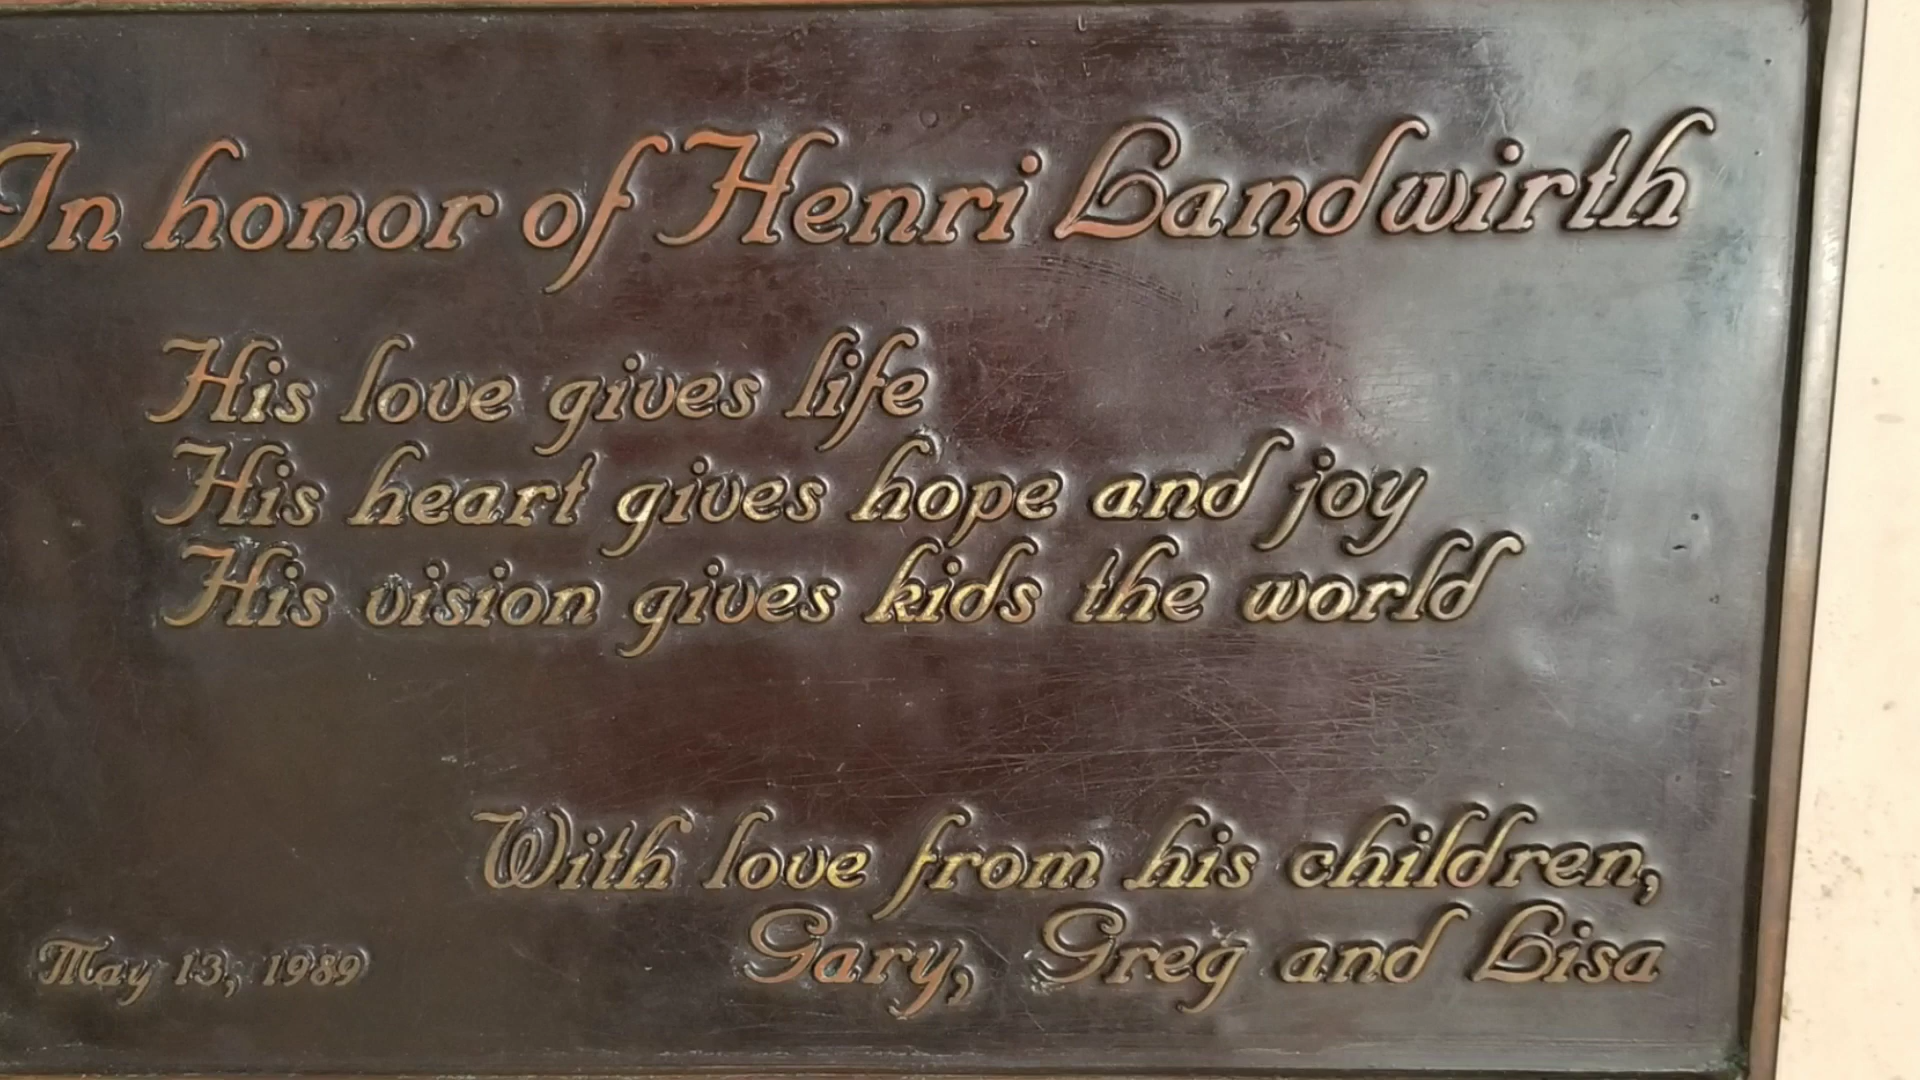 In honor of Henri Landwirth
His love gives life
His heart gives hope and joy
His vision gives kids the world
With love from his children,
Gary, Greg and Lisa
May 13, 1989